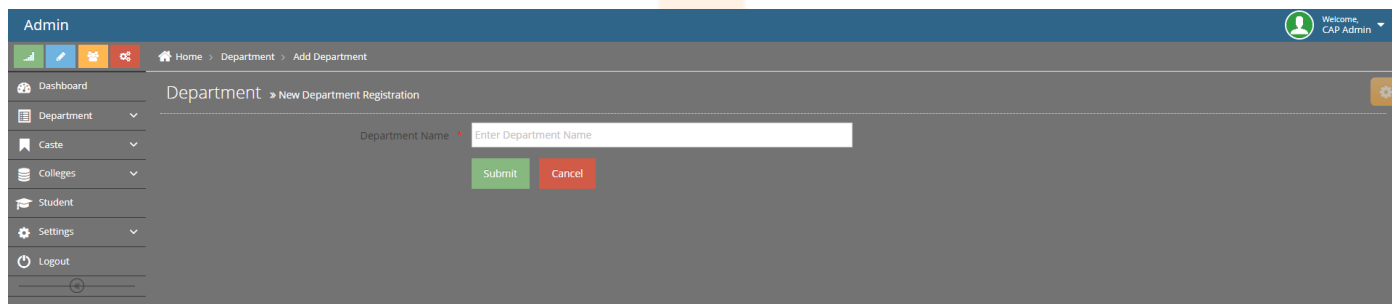 Admin
Welcome,
CAP Admin
Home > Department > Add Department
Dashboard
Department » New Department Registration
Department
Department Name * Enter Department Name
Caste
Submit Cancel
Colleges
Student
Settings
Logout